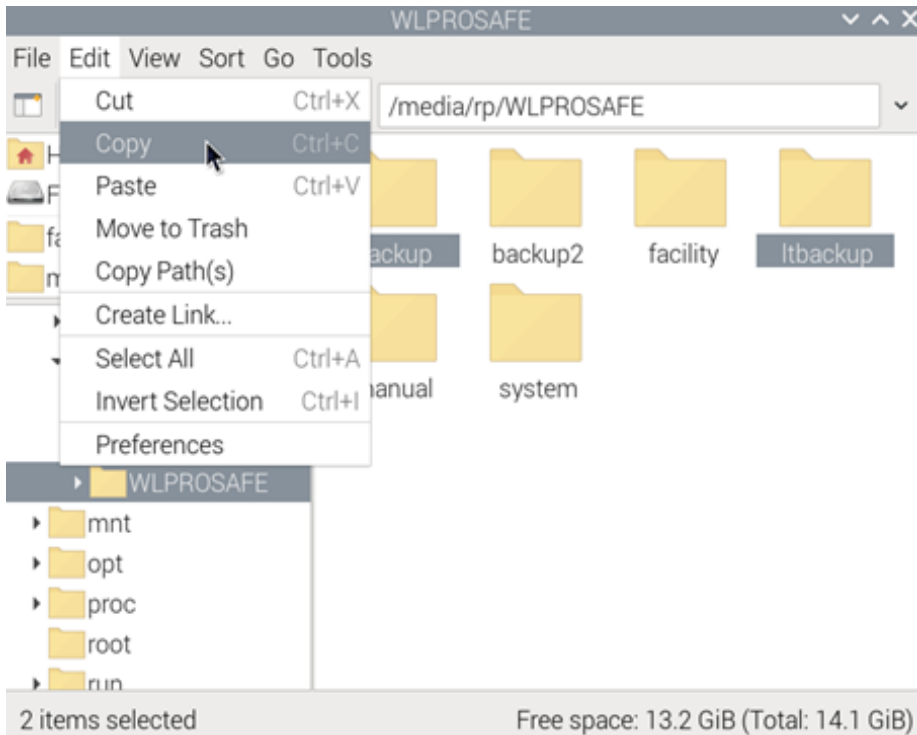 WLPROSAFE
File Edit View Sort Go Tools
/media/rp/WLPROSAFE
Cut Ctrl+X
Copy Ctrl+C
Paste Ctrl+V
Move to Trash
Copy Path(s)
Create Link...
Select All Ctrl+A
Invert Selection Ctrl+I
Preferences
backup2 facility ltbackup
system
WLPROSAFE
mnt
opt
proc
root
run
2 items selected
Free space: 13.2 GiB (Total: 14.1 GiB)